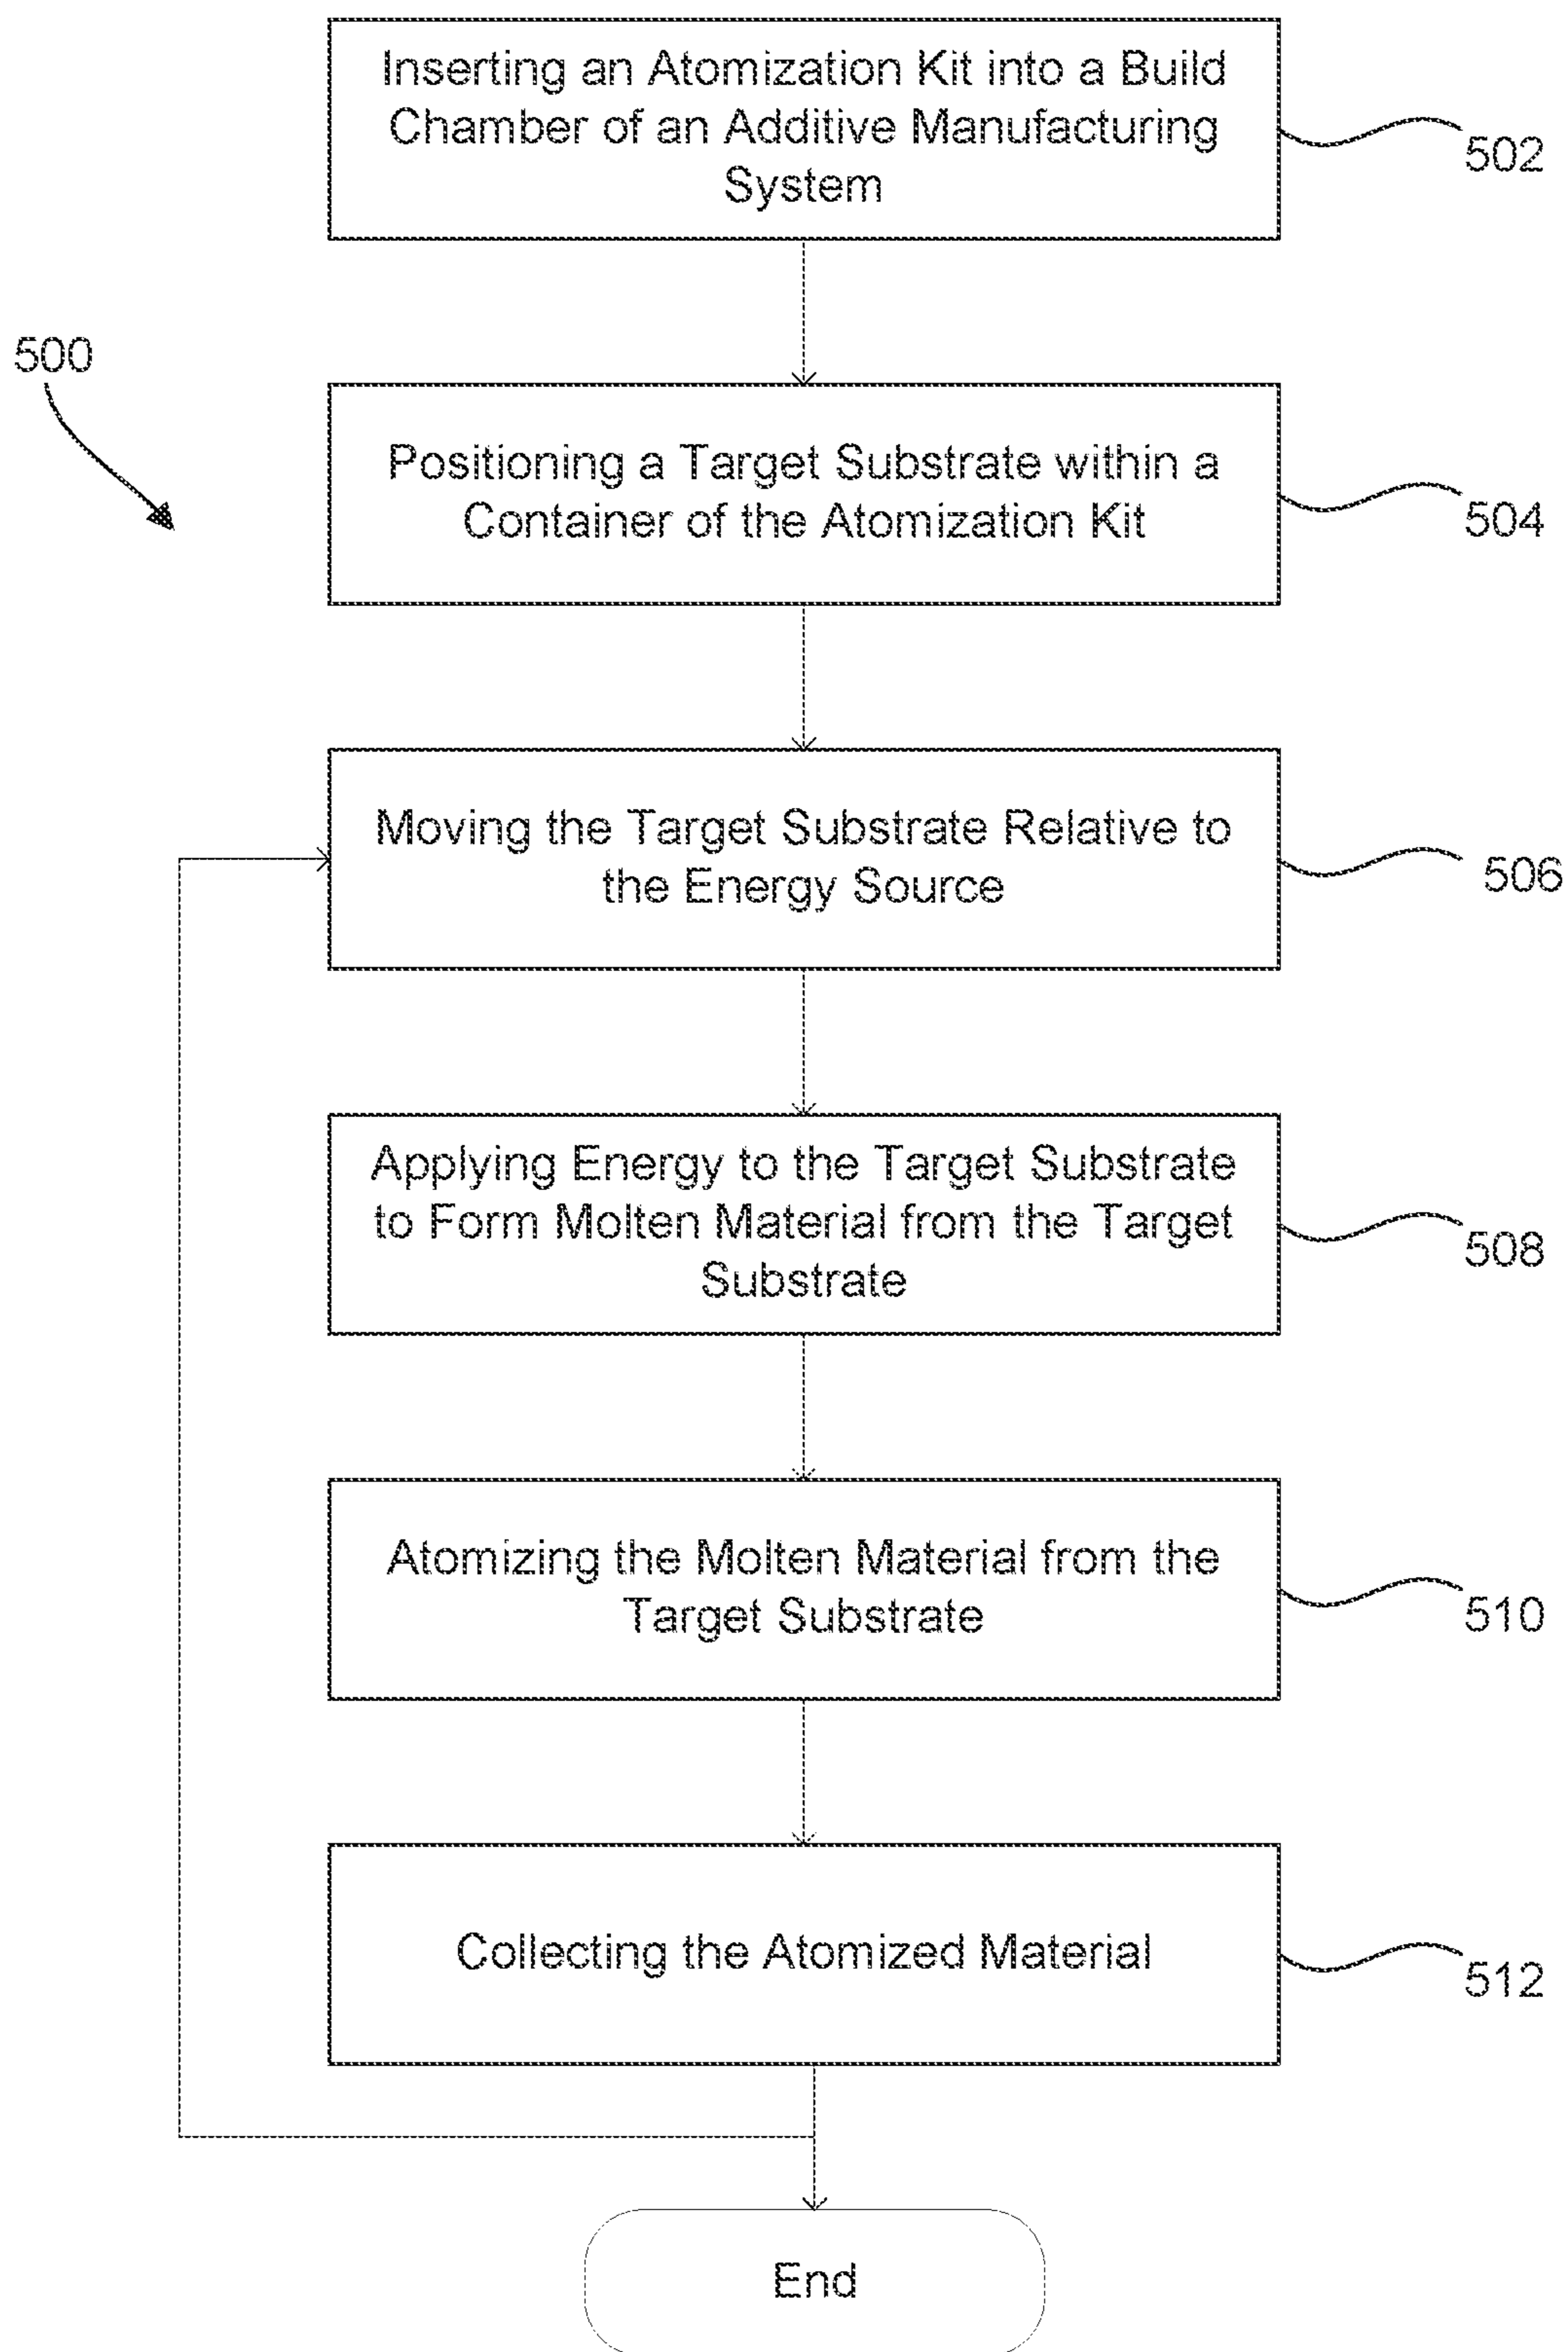 Inserting an Atomization Kit into a Build
Chamber of an Additive Manufacturing
System
502
500
Positioning a Target Substrate within a
Container of the Atomization Kit
504
Moving the Target Substrate Relative to
the Energy Source
506
Applying Energy to the Target Substrate
to Form Molten Material from the Target
Substrate
508
Atomizing the Molten Material from the
Target Substrate
510
Collecting the Atomized Material
512
End